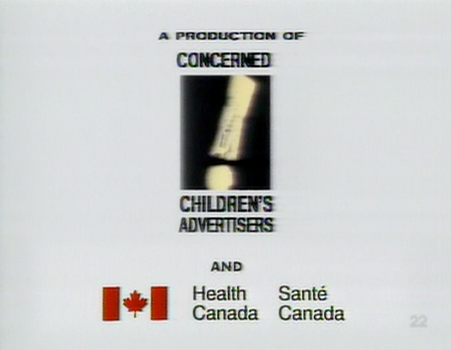 A PRODUCTION OF
CONCERNED
CHILDREN'S
ADVERTISERS
AND
Health Santé
Canada Canada
22